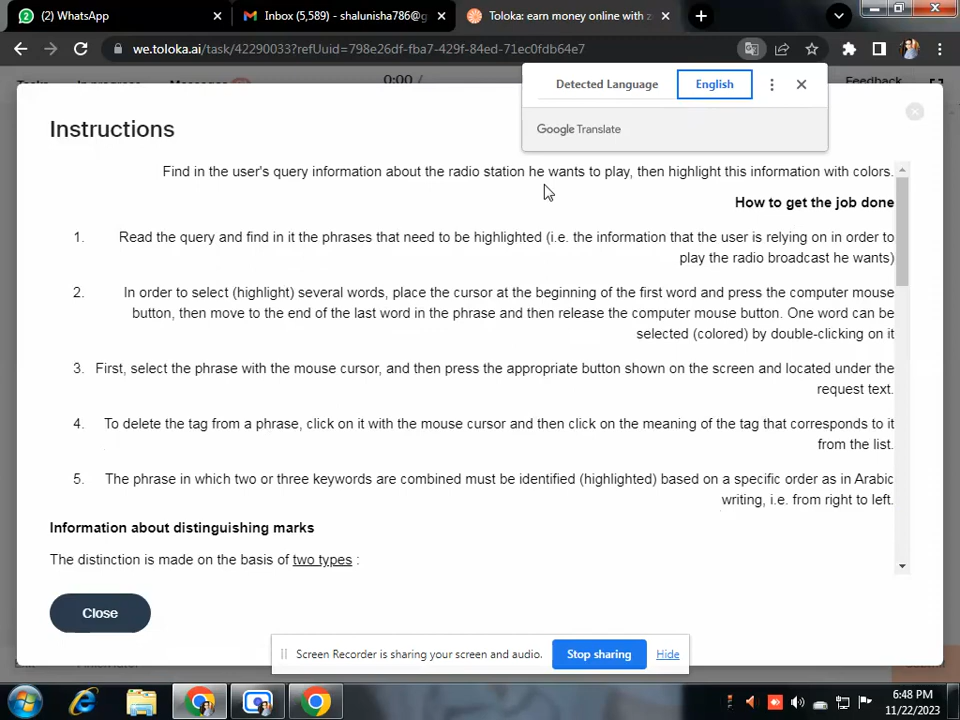 (2) WhatsApp
Inbox (5,589) - shalunisha786@g
Toloka: earn money online with z
we.toloka.ai/task/42290033?refUuid=798e26df-fba7-429f-84ed-71ec0fdb64e7
0:00 /
Feedback
Detected Language
English
Google Translate
Instructions
Find in the user's query information about the radio station he wants to play, then highlight this information with colors.
How to get the job done
1. Read the query and find in it the phrases that need to be highlighted (i.e. the information that the user is relying on in order to
play the radio broadcast he wants)
2. In order to select (highlight) several words, place the cursor at the beginning of the first word and press the computer mouse
button, then move to the end of the last word in the phrase and then release the computer mouse button. One word can be
selected (colored) by double-clicking on it
3. First, select the phrase with the mouse cursor, and then press the appropriate button shown on the screen and located under the
request text.
4. To delete the tag from a phrase, click on it with the mouse cursor and then click on the meaning of the tag that corresponds to it
from the list.
5. The phrase in which two or three keywords are combined must be identified (highlighted) based on a specific order as in Arabic
writing, i.e. from right to left.
Information about distinguishing marks
The distinction is made on the basis of two types :
Close
Screen Recorder is sharing your screen and audio.
Stop sharing
Hide
6:48 PM
11/22/2023